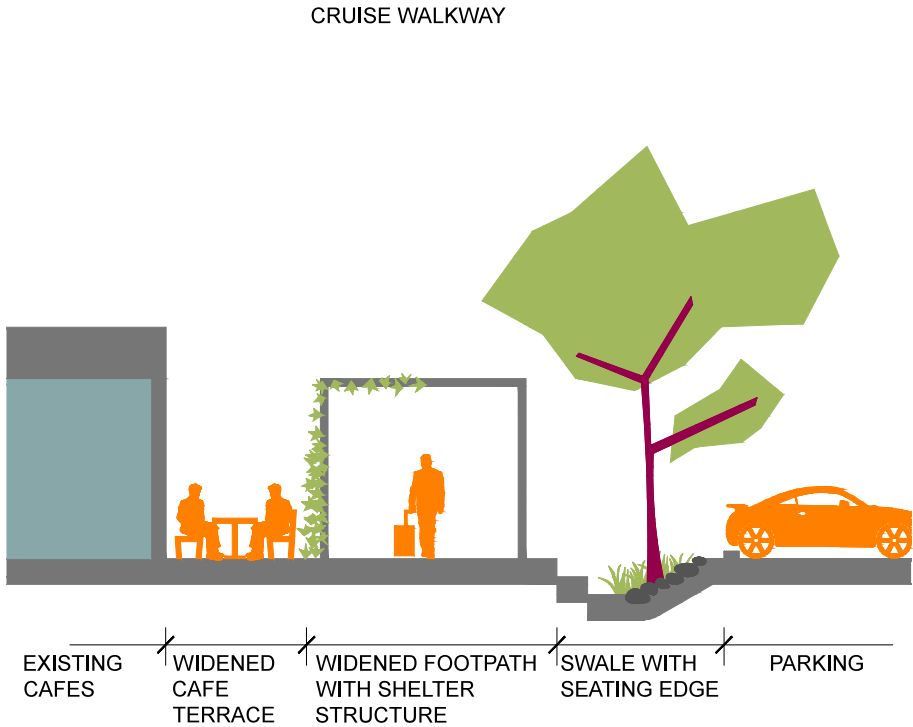 CRUISE WALKWAY
EXISTING
CAFES
WIDENED
CAFE
TERRACE
WIDENED FOOTPATH
WITH SHELTER
STRUCTURE
SWALE WITH
SEATING EDGE
PARKING